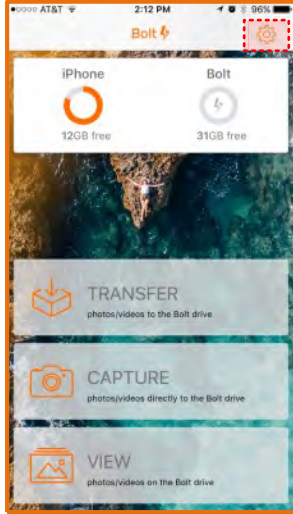 AT&T 2:12 PM 96%
Bolt
iPhone Bolt
12GB free 31GB free
TRANSFER
photos/videos to the Bolt drive
CAPTURE
photos/videos directly to the Bolt drive
VIEW
photos/videos on the Bolt drive